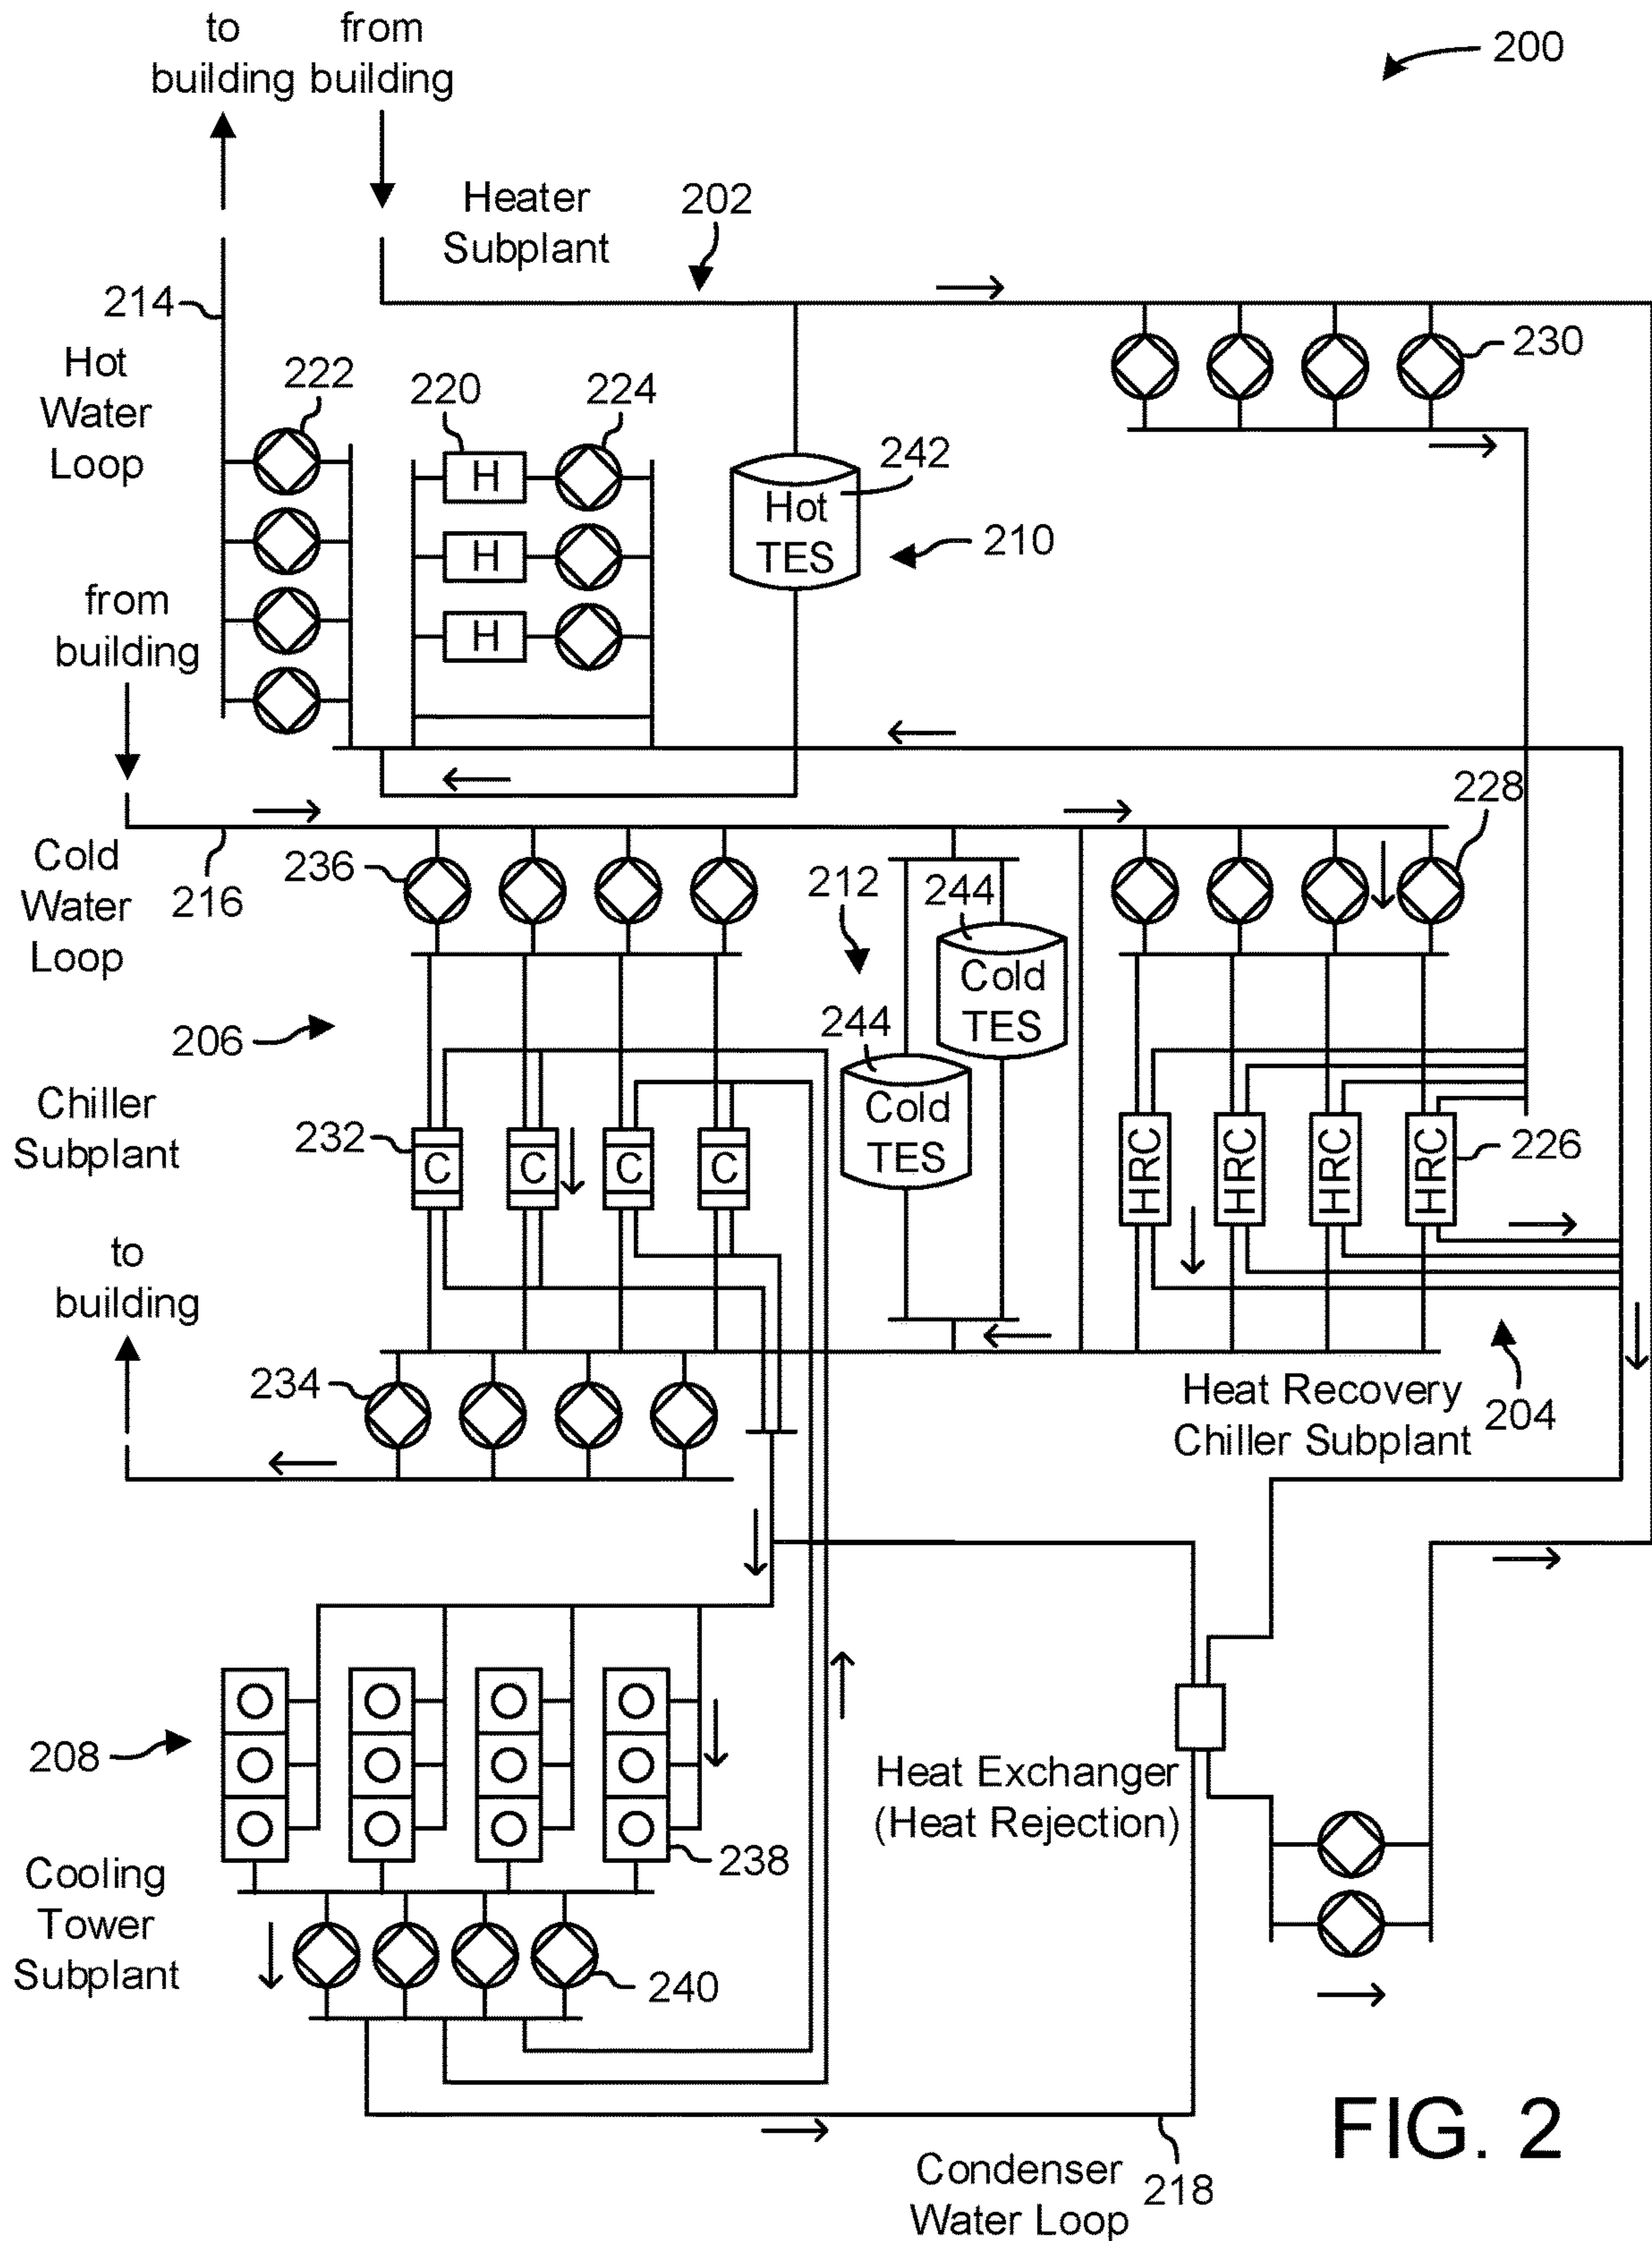 to
building
from
building
200
Heater
Subplant
202
214
Hot
Water
Loop
222
220
224
230
H
H
H
Hot
TES
242
210
from
building
228
Cold
Water
Loop
216
236
212
244
Cold
TES
244
Cold
TES
206
Chiller
Subplant
232
C
C
C
C
HRC
HRC
HRC
HRC
226
to
building
234
Heat Recovery
Chiller Subplant
204
208
Heat Exchanger
(Heat Rejection)
238
Cooling
Tower
Subplant
240
Condenser
Water Loop
218
FIG. 2